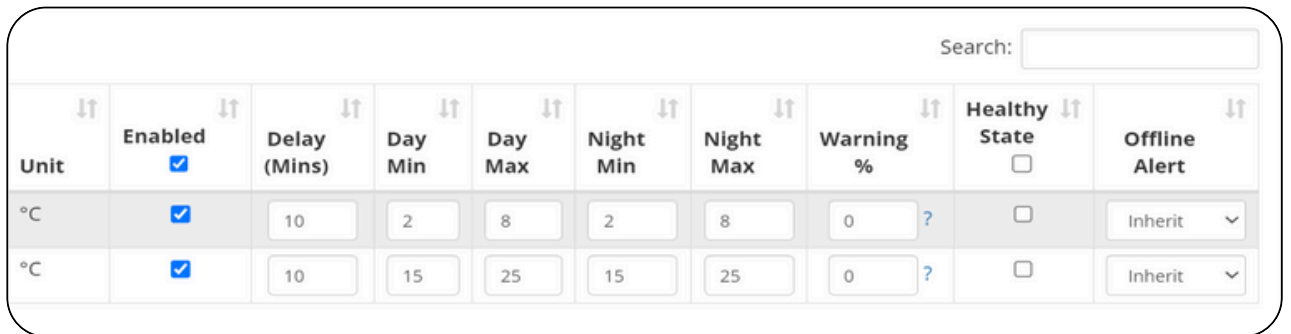 Search:
Unit Enabled Delay (Mins) Day Min Day Max Night Min Night Max Warning % Healthy State Offline Alert
°C 10 2 8 2 8 0 ? Inherit
°C 10 15 25 15 25 0 ? Inherit